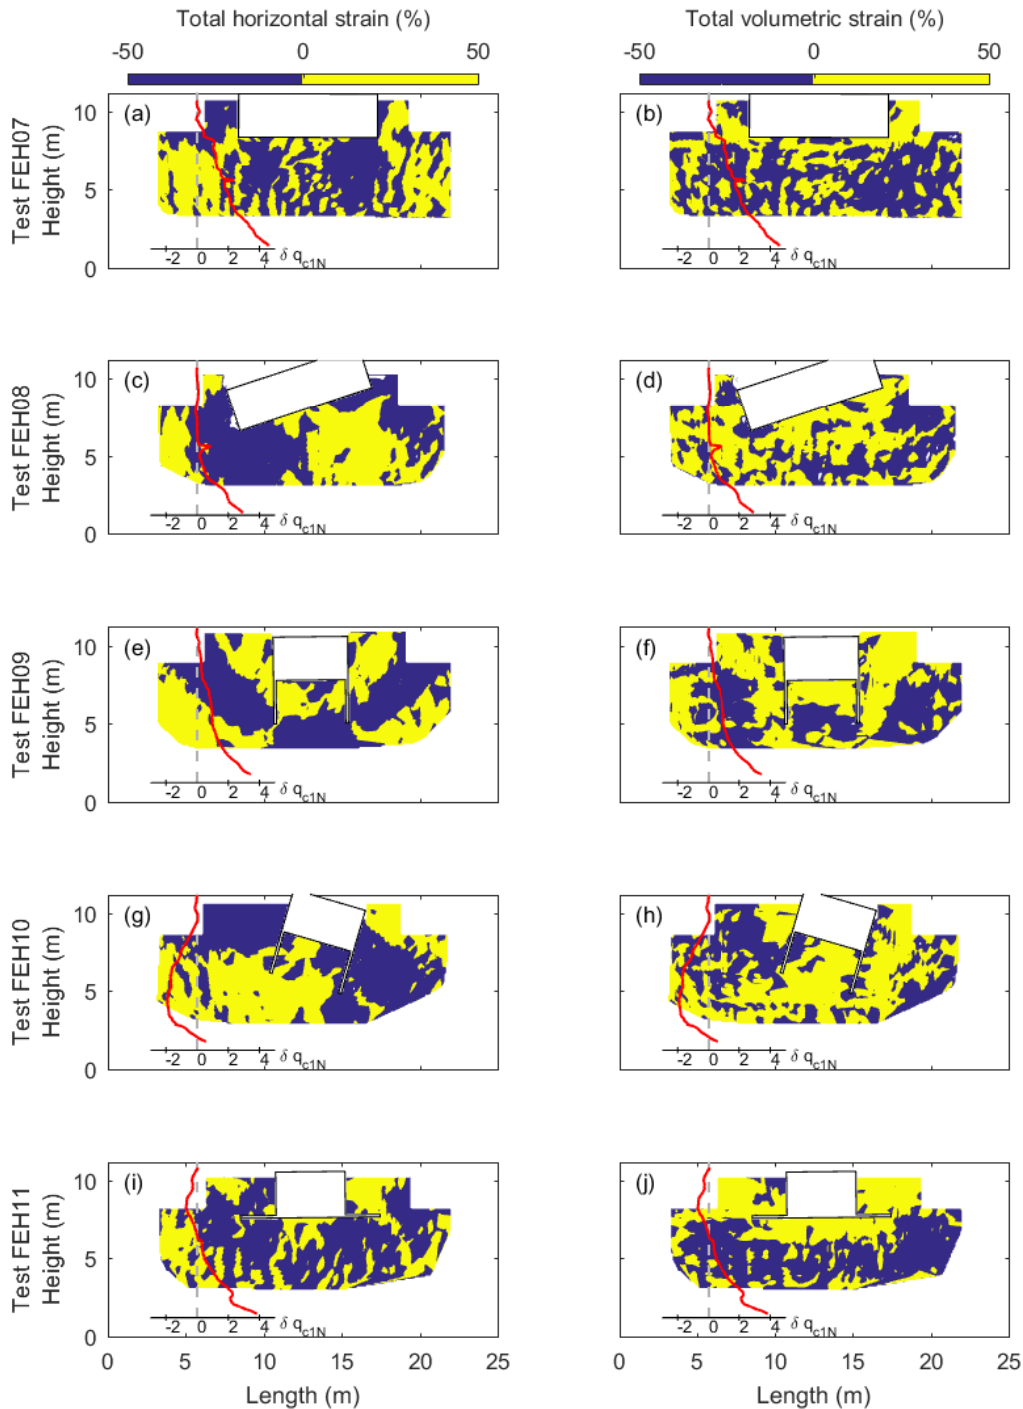 Total horizontal strain (%) Total volumetric strain (%)
-50 0 50 -50 0 50
Test FEH07
Height (m)
10
5
0
(a)
-2 0 2 4 δ qc1N
(b)
-2 0 2 4 δ qc1N
Test FEH08
Height (m)
10
5
0
(c)
-2 0 2 4 δ qc1N
(d)
-2 0 2 4 δ qc1N
Test FEH09
Height (m)
10
5
0
(e)
-2 0 2 4 δ qc1N
(f)
-2 0 2 4 δ qc1N
Test FEH10
Height (m)
10
5
0
(g)
-2 0 2 4 δ qc1N
(h)
-2 0 2 4 δ qc1N
Test FEH11
Height (m)
10
5
0
(i)
-2 0 2 4 δ qc1N
(j)
-2 0 2 4 δ qc1N
0 5 10 15 20 25 0 5 10 15 20 25
Length (m) Length (m)